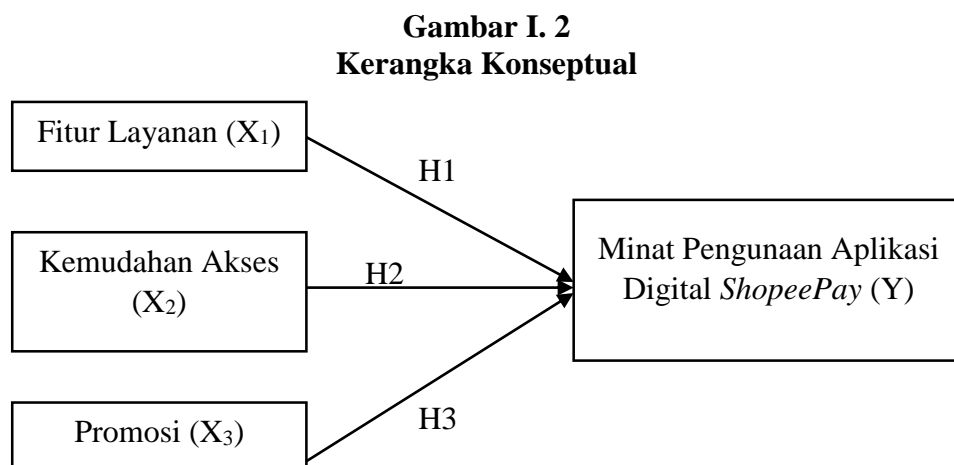 Gambar I. 2
Kerangka Konseptual
Fitur Layanan (X₁)
H1
Kemudahan Akses
(X₂)
H2
Minat Pengunaan Aplikasi
Digital ShopeePay (Y)
Promosi (X₃)
H3